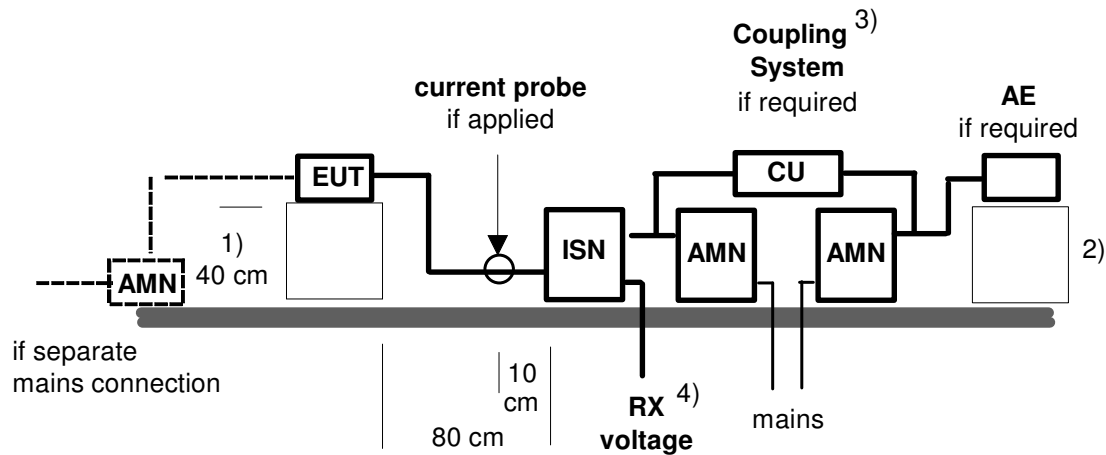 Coupling 3)
System
if required
current probe
if applied
AE
if required
EUT
CU
1)
40 cm
AMN
ISN
AMN
AMN
2)
if separate
mains connection
10
cm
80 cm
RX 4)
voltage
mains